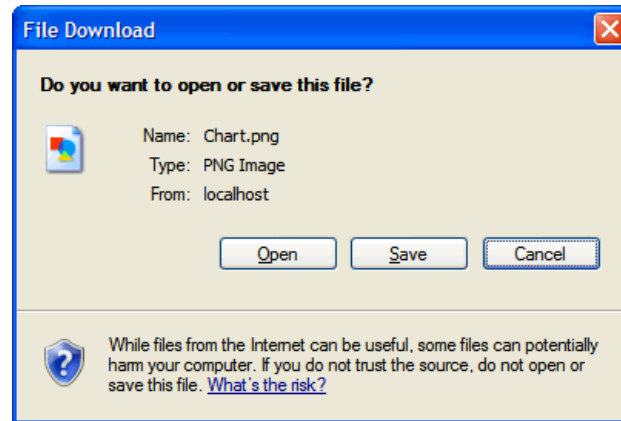 File Download
Do you want to open or save this file?
Name: Chart.png
Type: PNG Image
From: localhost
Open Save Cancel
While files from the Internet can be useful, some files can potentially
harm your computer. If you do not trust the source, do not open or
save this file. What's the risk?